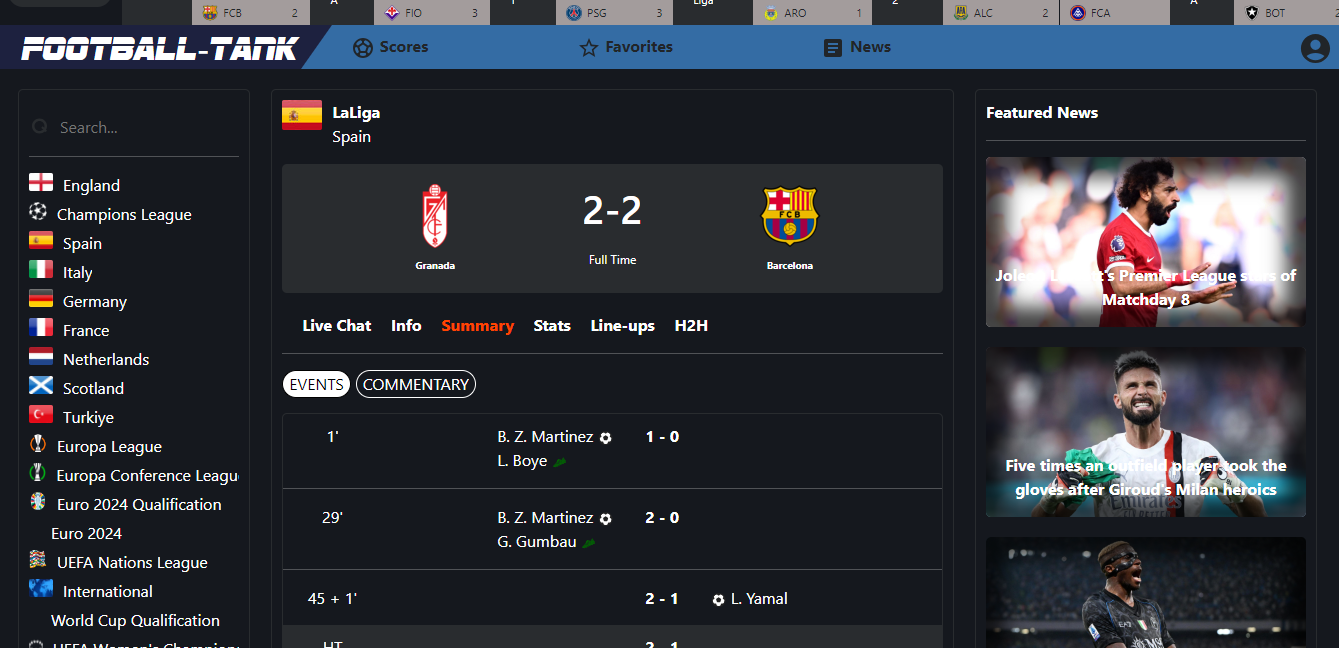 A
1
Liga
2
A
FCB 2
FIO 3
PSG 3
ARO 1
ALC 2
FCA
BOT 2
FOOTBALL-TANK
Scores
Favorites
News
Search...
England
Champions League
Spain
Italy
Germany
France
Netherlands
Scotland
Turkiye
Europa League
Europa Conference Leagu
Euro 2024 Qualification
Euro 2024
UEFA Nations League
International
World Cup Qualification
UEFA Women's Champion
LaLiga
Spain
2-2
Full Time
Granada
Barcelona
Live Chat Info Summary Stats Line-ups H2H
EVENTS COMMENTARY
1' B. Z. Martinez 1 - 0
L. Boye
29' B. Z. Martinez 2 - 0
G. Gumbau
45 + 1' 2 - 1 L. Yamal
HT 2 - 1
Featured News
Premier League stars of
Matchday 8
Five times an outfield player took the
gloves after Giroud's Milan heroics